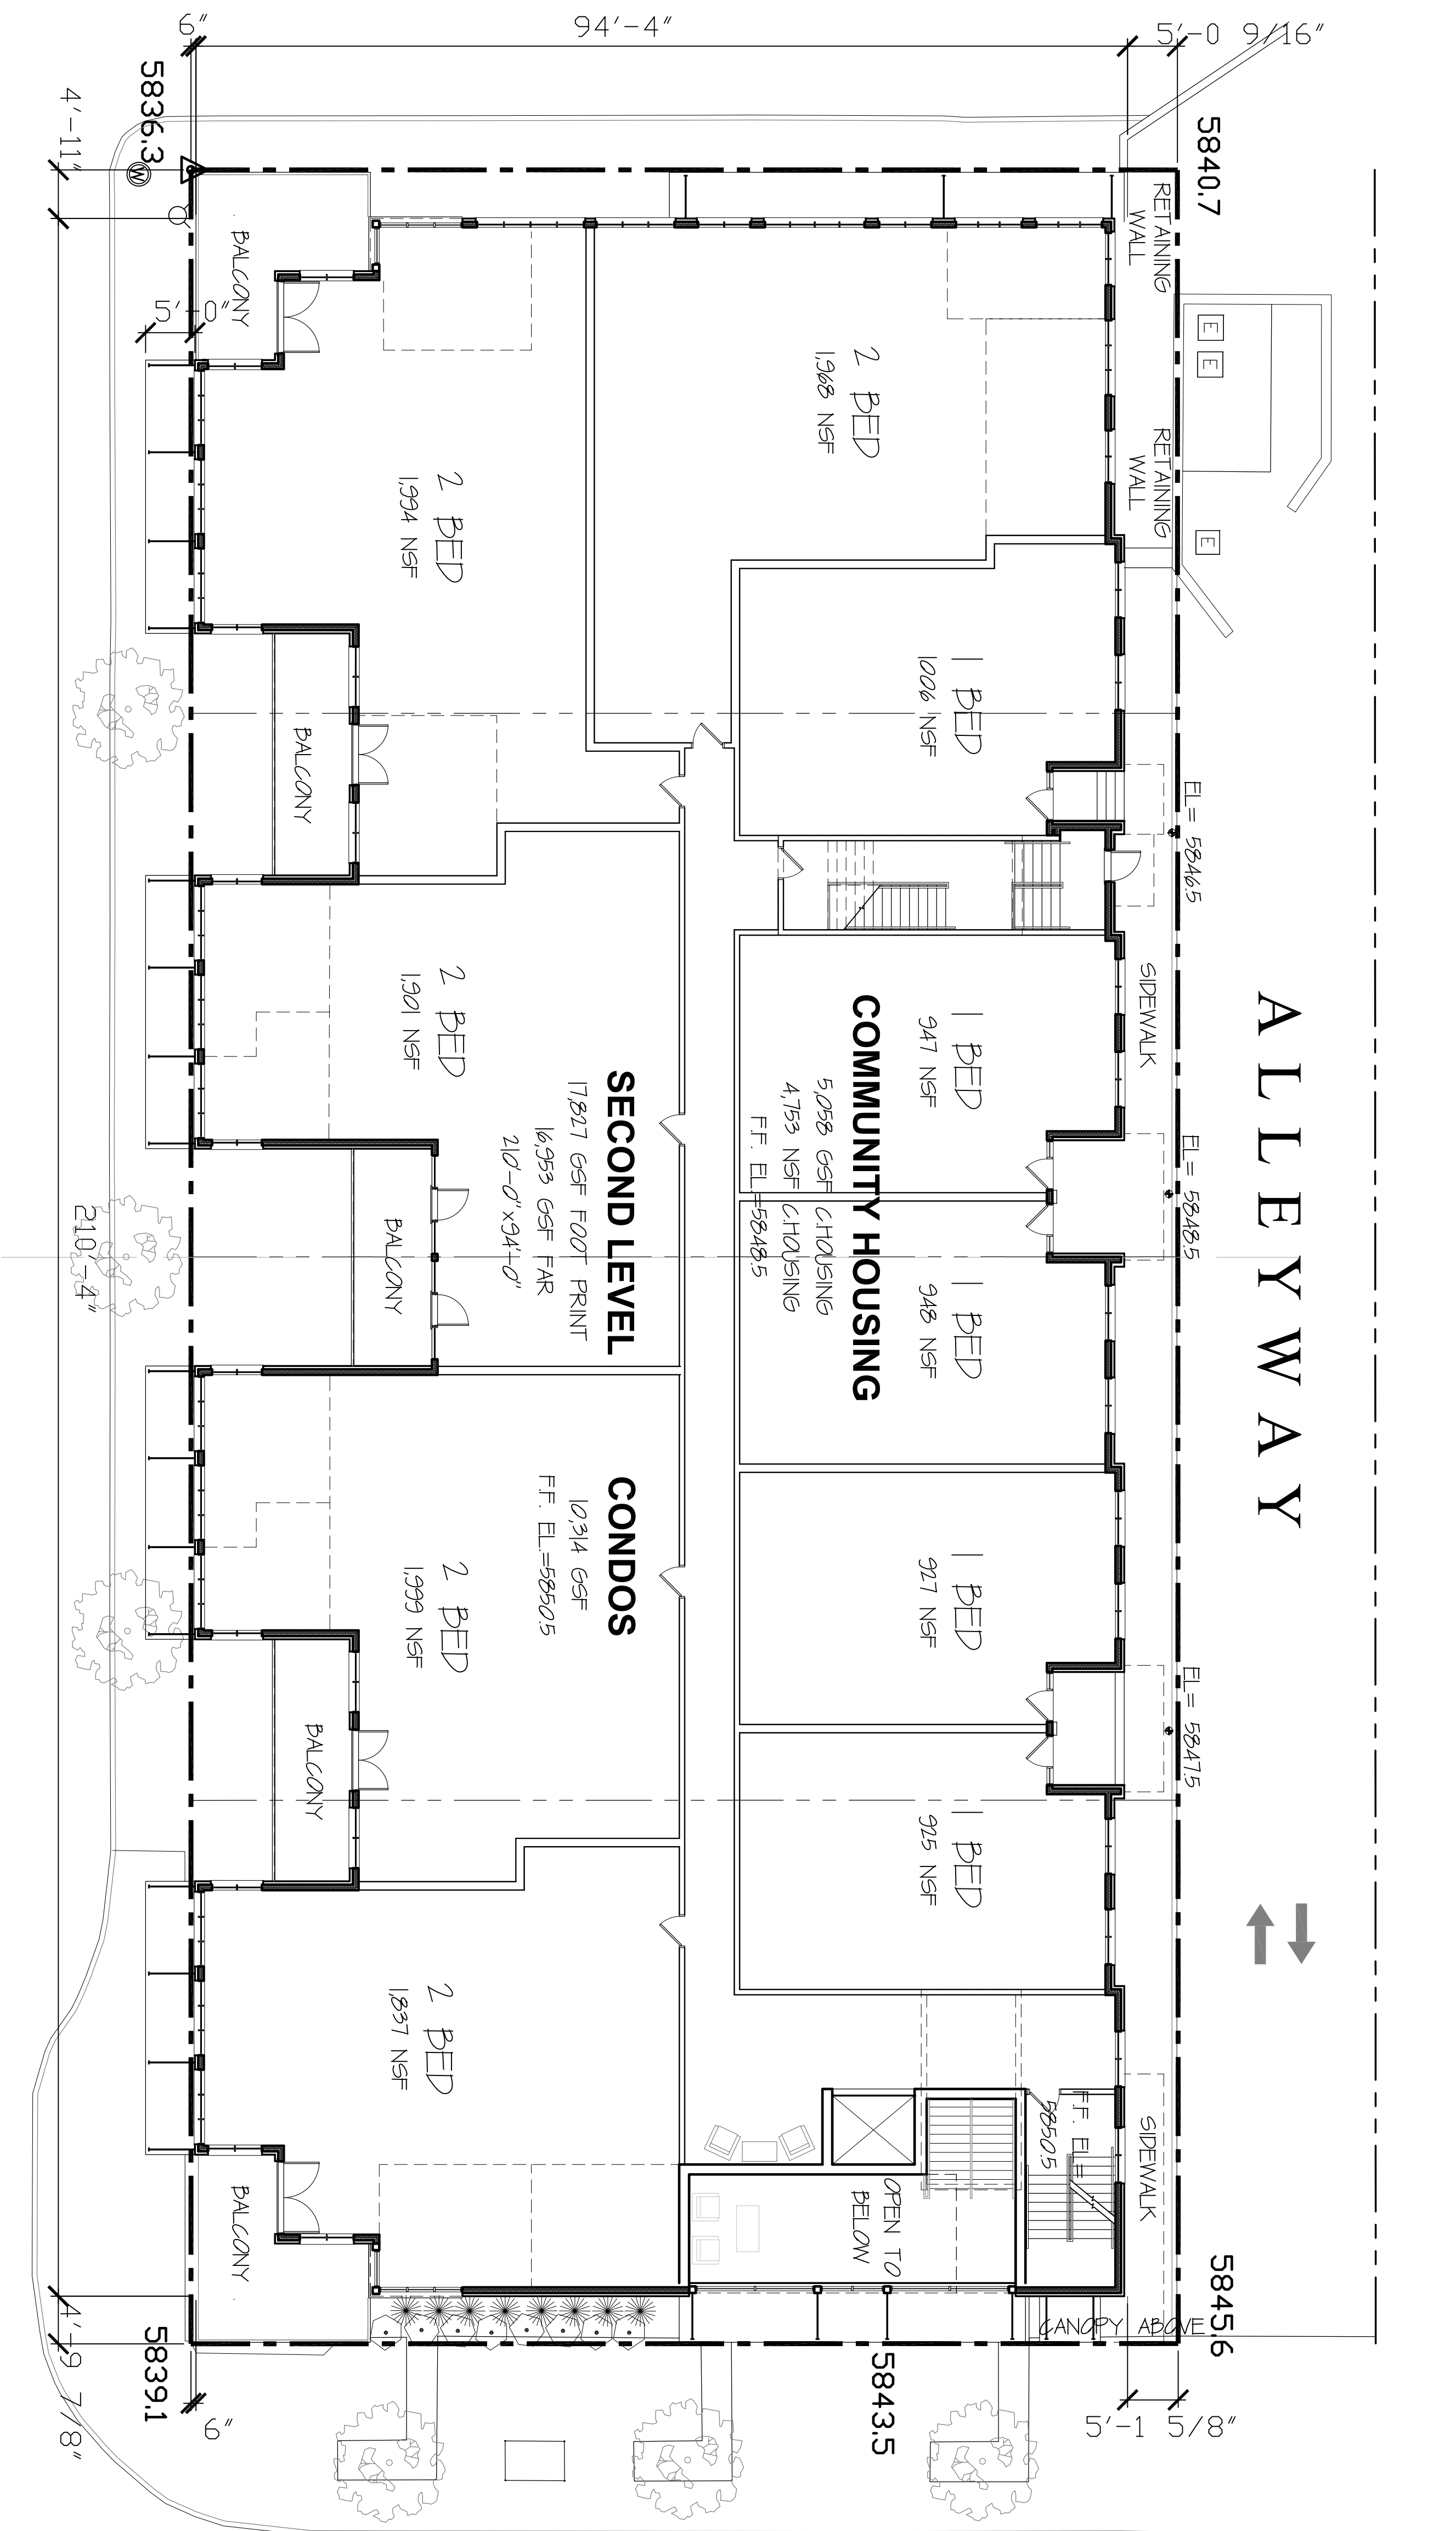 6"
94'-4"
5'-0 9/16"
5836.3
4'-11"
W
5840.7
RETAINING
WALL
BALCONY
5'-0"
E
E
E
2 BED
1,968 NSF
RETAINING
WALL
2 BED
1,994 NSF
1 BED
1006 NSF
BALCONY
EL= 5846.5
SIDEWALK
ALLEYWAY
2 BED
1,901 NSF
1 BED
947 NSF
COMMUNITY HOUSING
5,058 GSF C.HOUSING
4,753 NSF C.HOUSING
F.F. EL.=5848.5
SECOND LEVEL
17,827 GSF FOOT PRINT
16,953 GSF FAR
210'-0"x94'-0"
EL= 5848.5
BALCONY
210'-4"
1 BED
948 NSF
CONDOS
10,314 GSF
F.F. EL.=5850.5
2 BED
1,999 NSF
1 BED
927 NSF
EL= 5847.5
BALCONY
1 BED
925 NSF
2 BED
1,837 NSF
F.F. EL.=
5850.5
SIDEWALK
OPEN TO
BELOW
BALCONY
CANOPY ABOVE
5845.6
4'-9 7/8"
5839.1
6"
5843.5
5'-1 5/8"